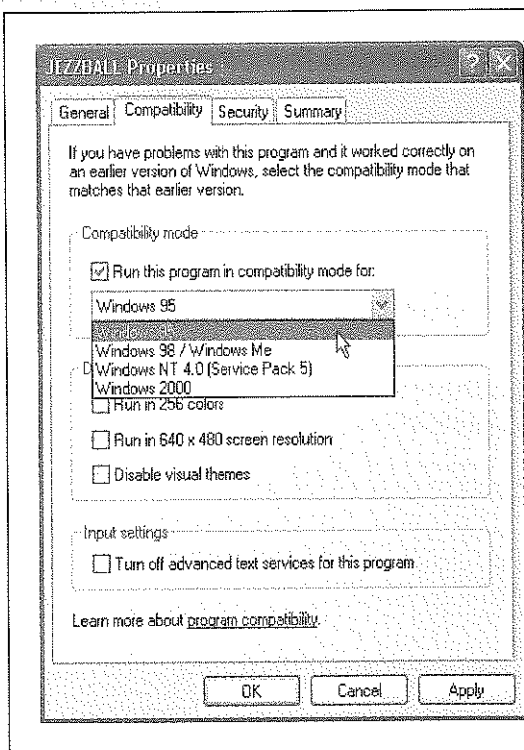 JEZZBALL Properties
General Compatibility Security Summary
If you have problems with this program and it worked correctly on
an earlier version of Windows, select the compatibility mode that
matches that earlier version.
Compatibility mode
Run this program in compatibility mode for:
Windows 95
Windows 98 / Windows Me
Windows NT 4.0 (Service Pack 5)
Windows 2000
Run in 256 colors
Run in 640 x 480 screen resolution
Disable visual themes
Input settings
Turn off advanced text services for this program
Learn more about program compatibility.
OK Cancel Apply